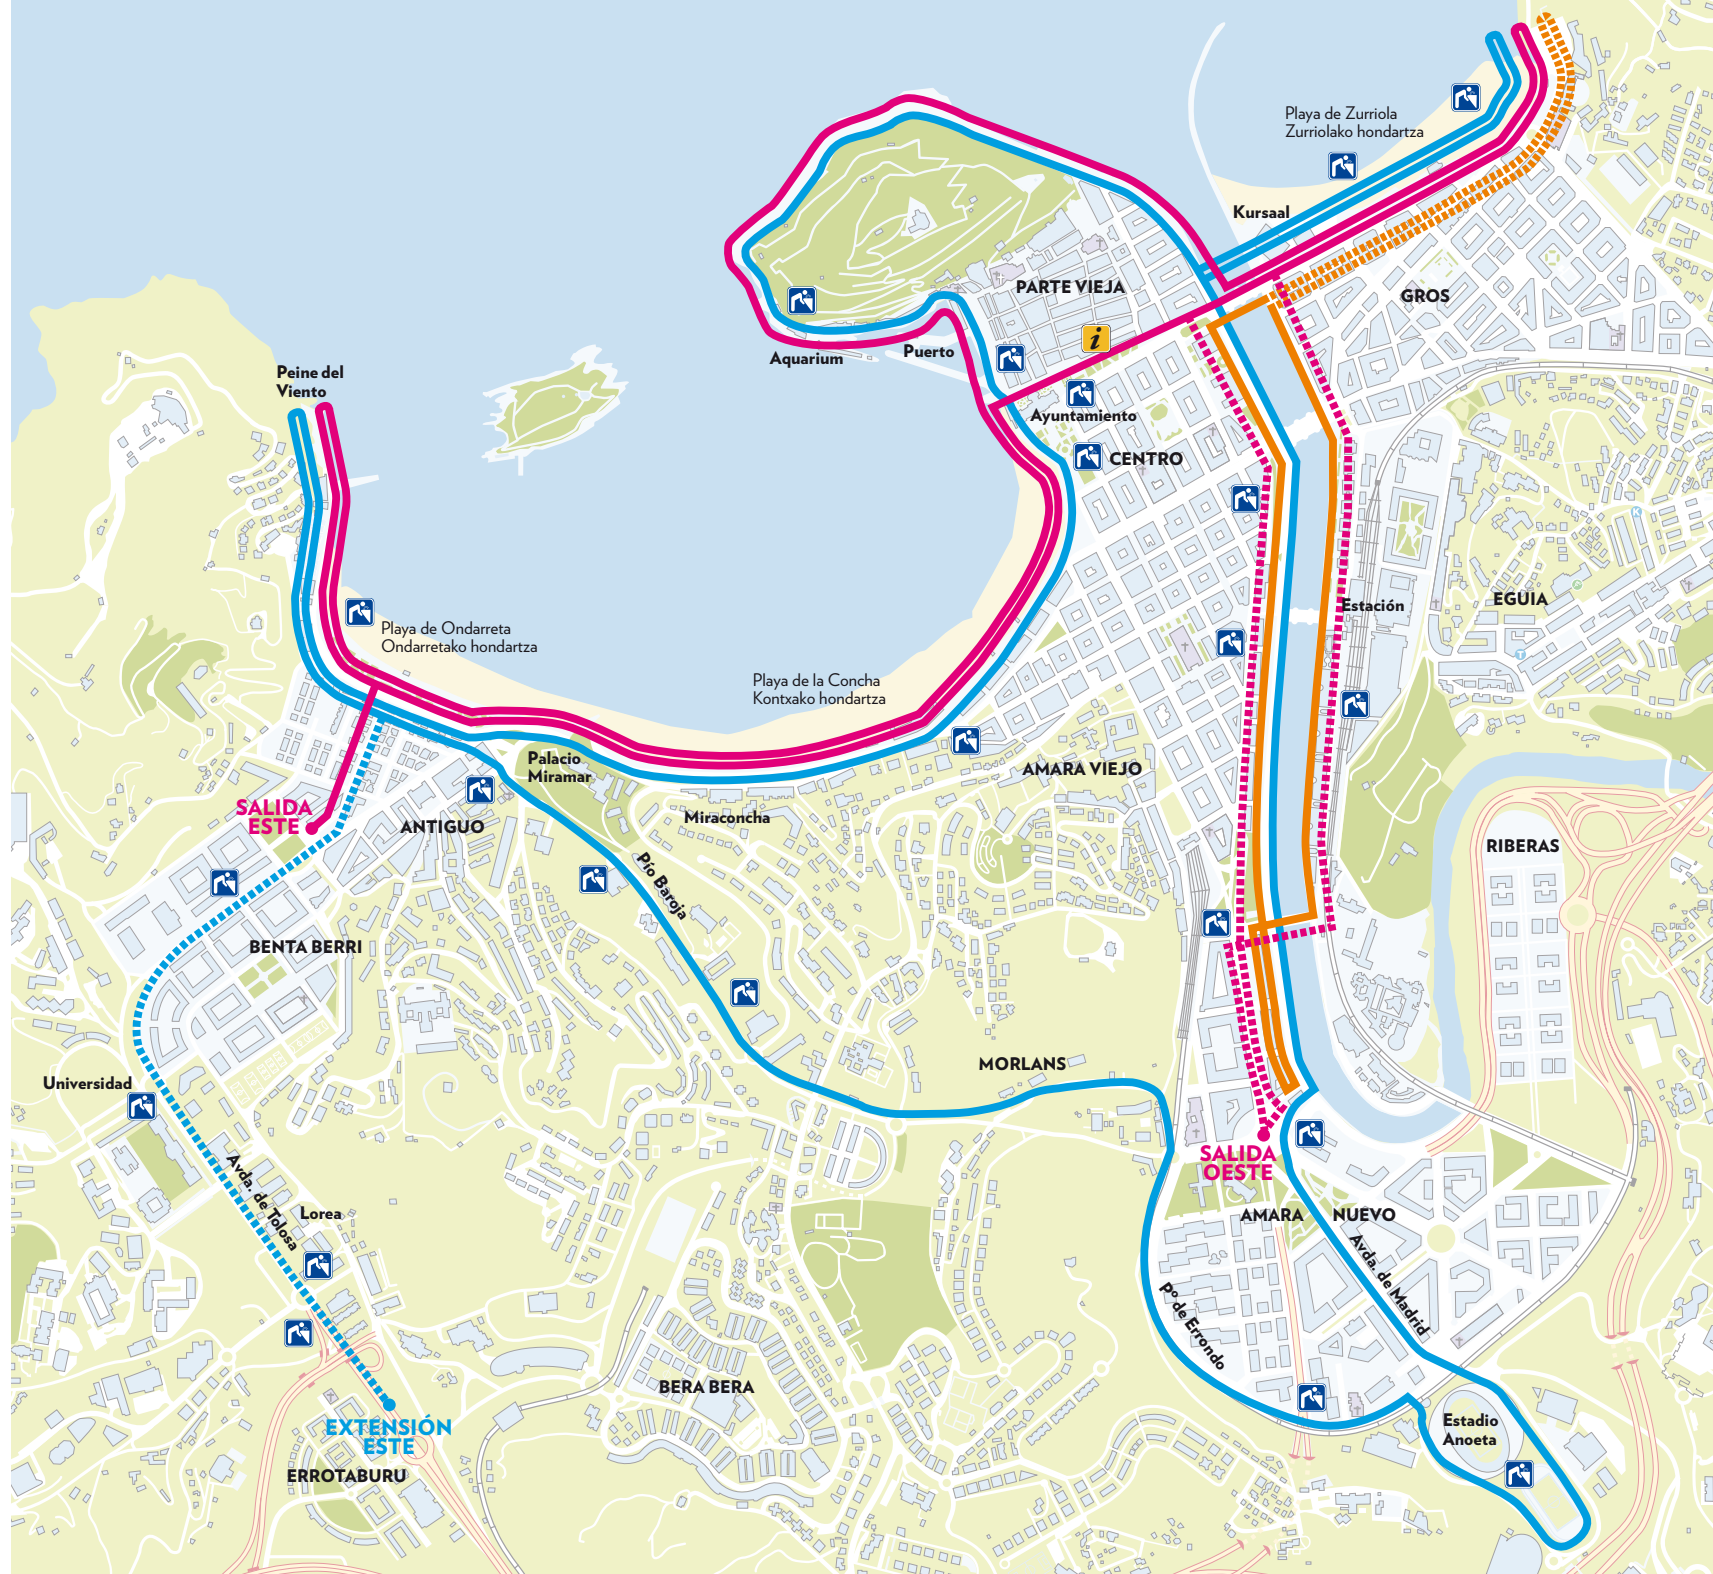 Playa de Zurriola
Zurriolako hondartza
Kursaal
PARTE VIEJA
GROS
i
Puerto
Aquarium
Peine del
Viento
Ayuntamiento
CENTRO
K
EGUIA
Estación
T
Playa de Ondarreta
Ondarretako hondartza
Playa de la Concha
Kontxako hondartza
Palacio
Miramar
AMARA VIEJO
SALIDA
ESTE
ANTIGUO
Miraconcha
RIBERAS
Pío Baroja
BENTA BERRI
MORLANS
Universidad
SALIDA
OESTE
Avda. de Tolosa
Lorea
AMARA NUEVO
Avda. de Madrid
Pº de Errondo
BERA BERA
EXTENSIÓN
ESTE
Estadio
Anoeta
ERROTABURU